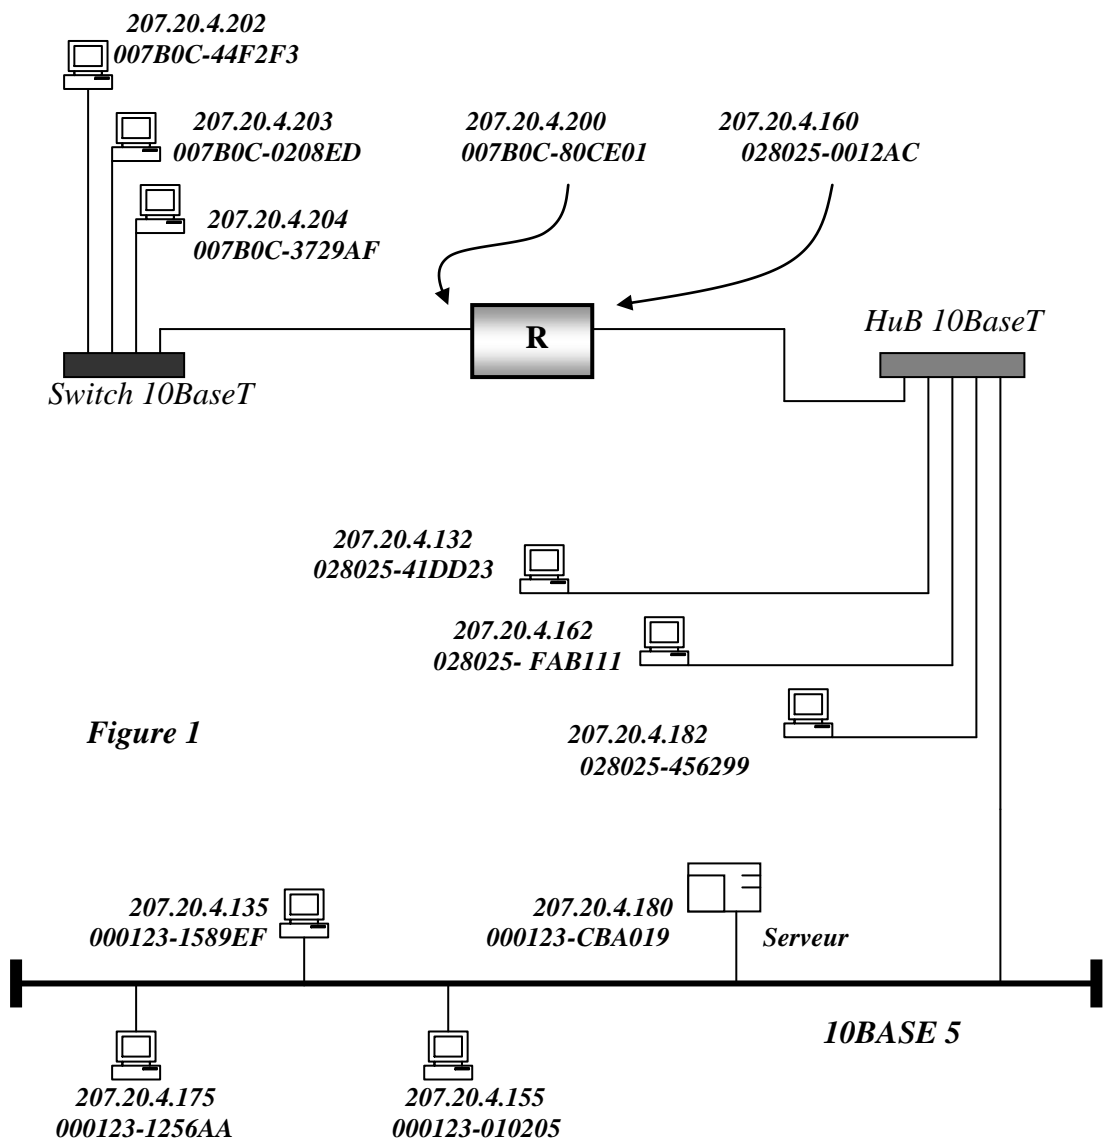 207.20.4.202
007B0C-44F2F3
207.20.4.203
007B0C-0208ED
207.20.4.200
007B0C-80CE01
207.20.4.160
028025-0012AC
207.20.4.204
007B0C-3729AF
R
HuB 10BaseT
Switch 10BaseT
207.20.4.132
028025-41DD23
207.20.4.162
028025- FAB111
Figure 1
207.20.4.182
028025-456299
207.20.4.135
000123-1589EF
207.20.4.180
000123-CBA019
Serveur
10BASE 5
207.20.4.175
000123-1256AA
207.20.4.155
000123-010205